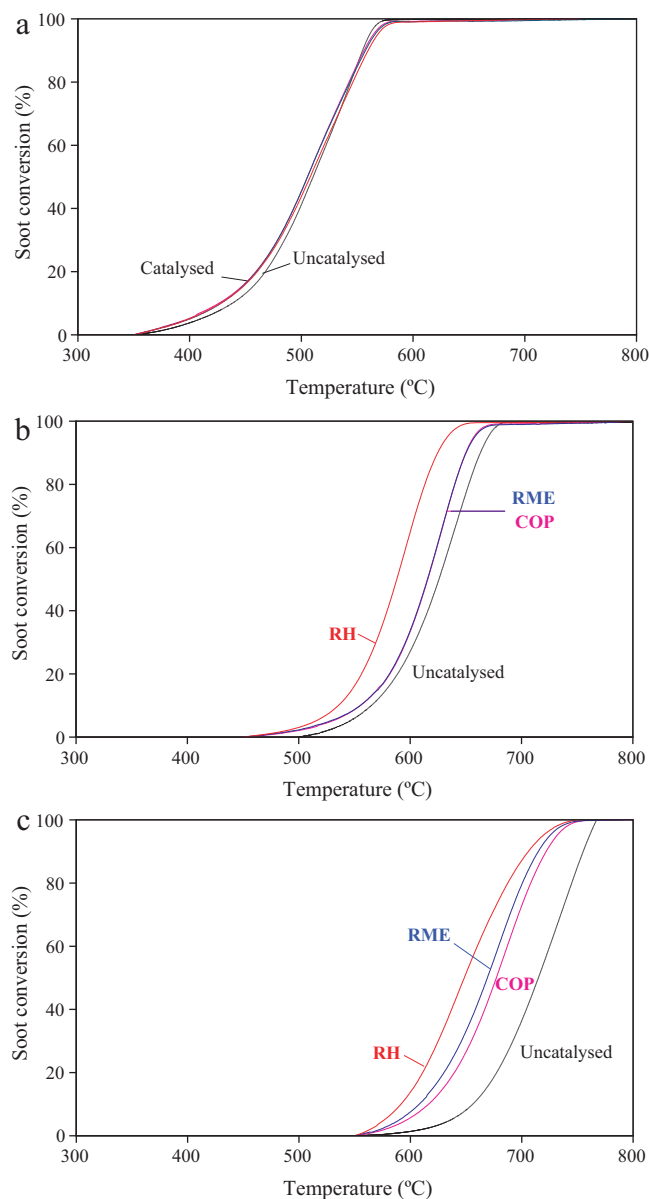 a
100
80
60
40
20
0
Soot conversion (%)
Catalysed
Uncatalysed
300 400 500 600 700 800
Temperature (ºC)
b
100
80
60
40
20
0
Soot conversion (%)
RME
COP
RH
Uncatalysed
300 400 500 600 700 800
Temperature (ºC)
c
100
80
60
40
20
0
Soot conversion (%)
RME
COP
RH
Uncatalysed
300 400 500 600 700 800
Temperature (ºC)